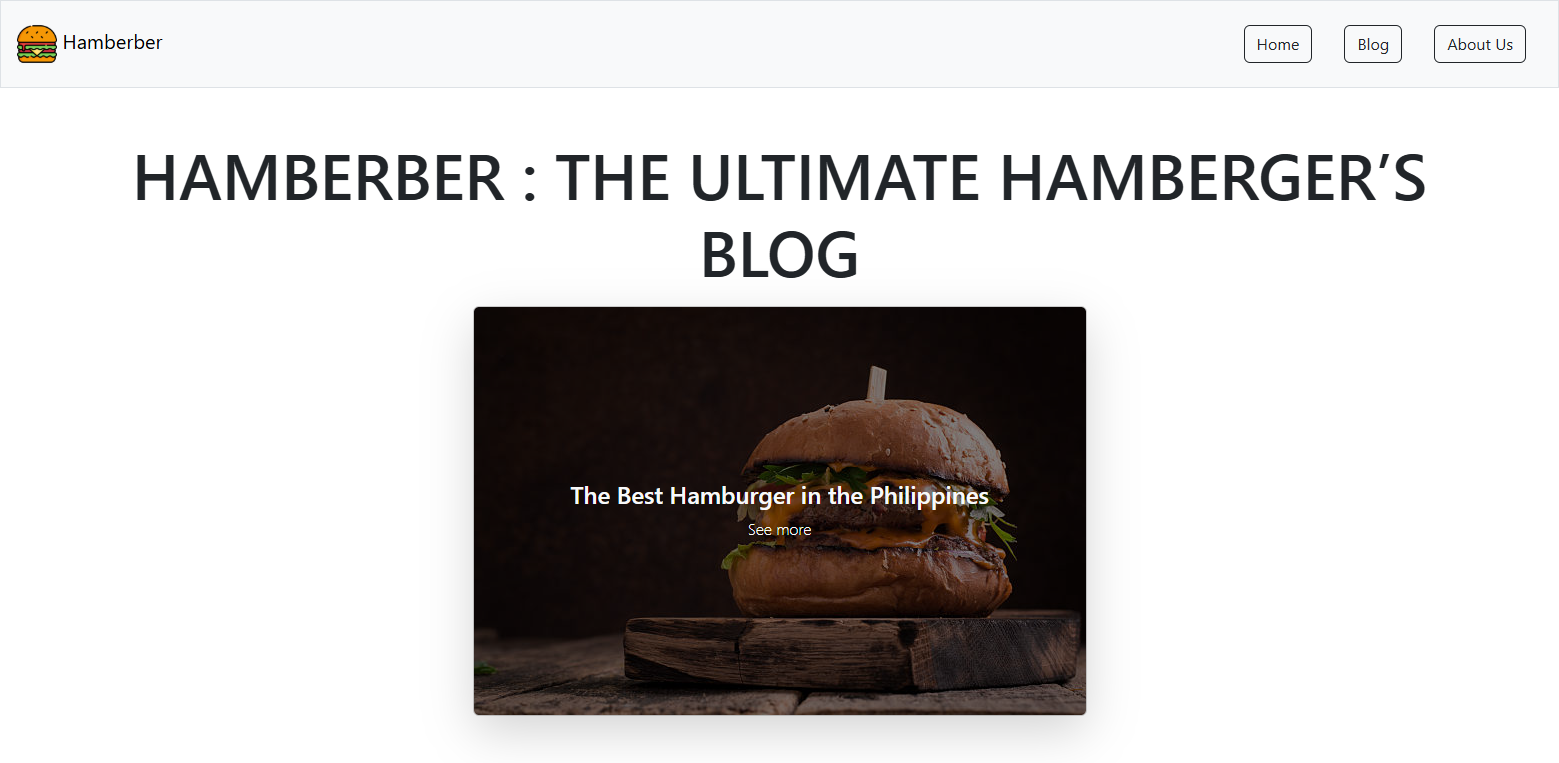 Hamberber
Home
Blog
About Us
HAMBERBER : THE ULTIMATE HAMBERGER’S
BLOG
The Best Hamburger in the Philippines
See more